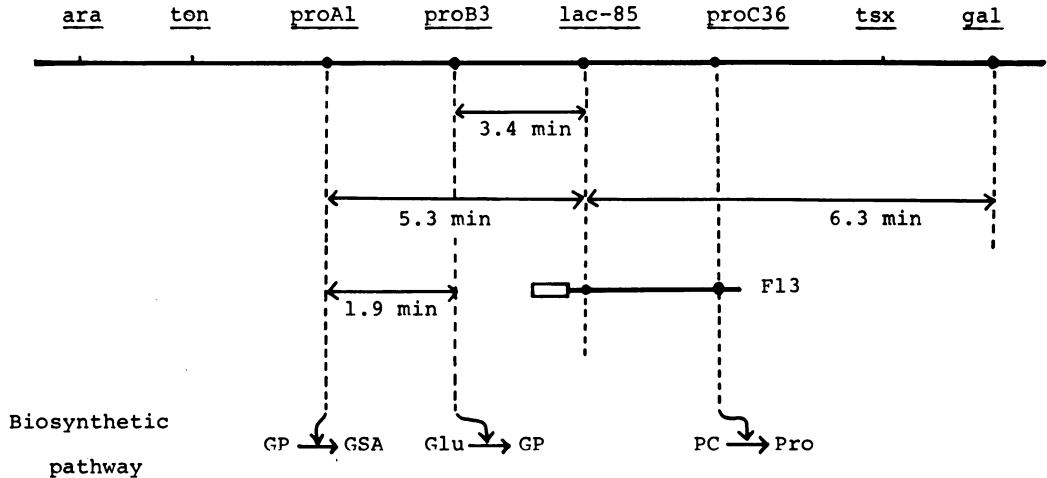 ara ton proA1 proB3 lac-85 proC36 tsx gal
3.4 min
5.3 min 6.3 min
F13
1.9 min
Biosynthetic
pathway
GP GSA Glu GP PC Pro